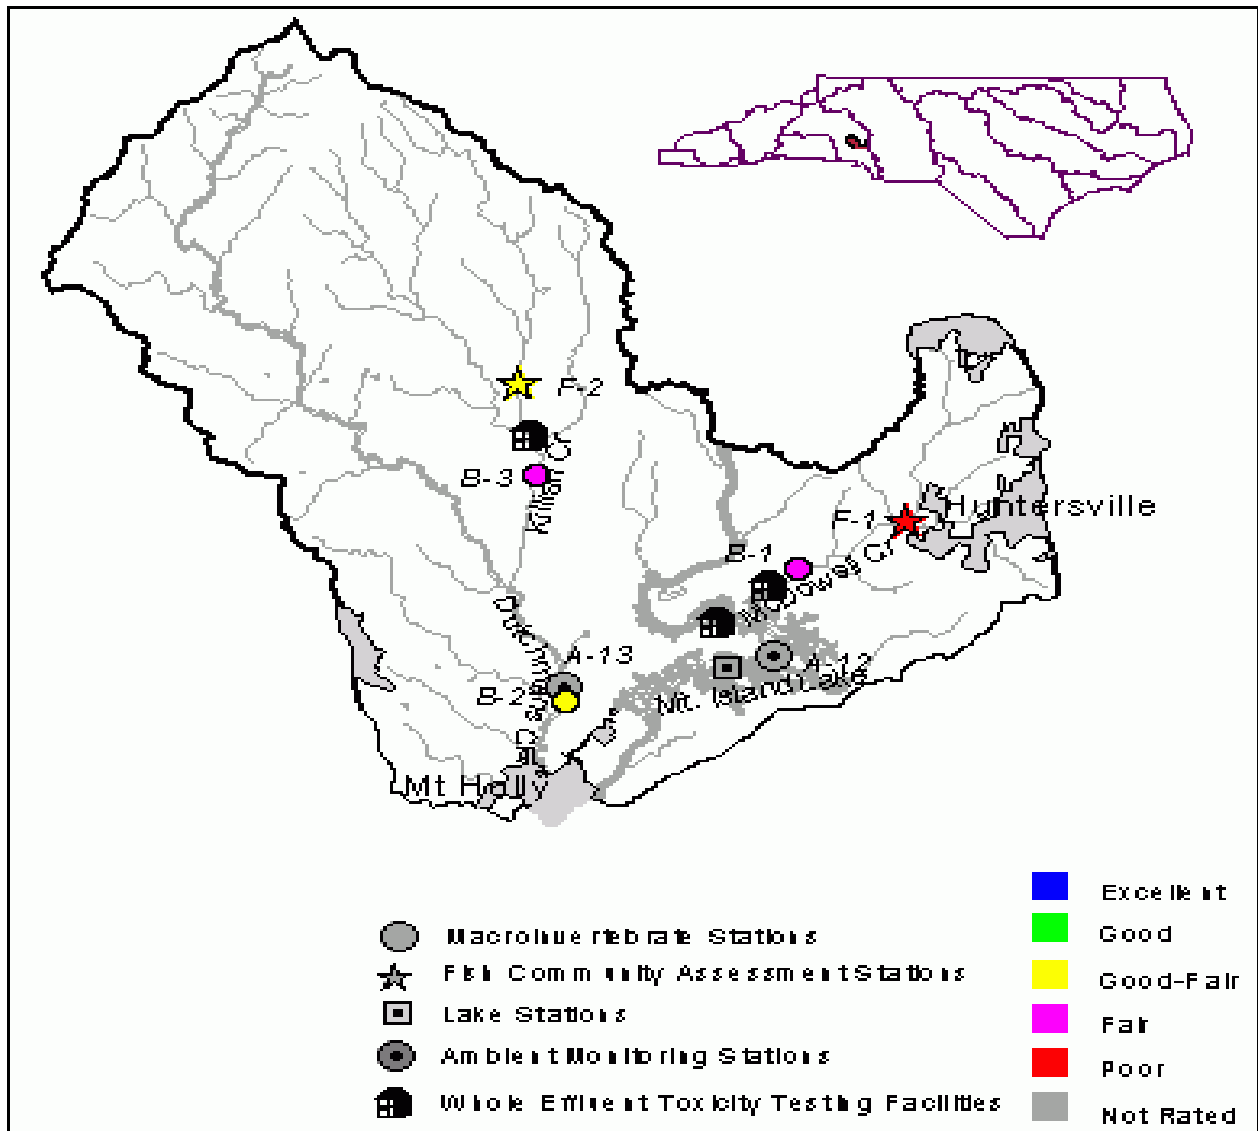 F-2
B-3
Killian Cr
F-1
Huntersville
B-1
McDowell Cr
Dutchmans Cr
A-13
A-12
B-2
Mt. Island Lake
Mt Holly
Macroinvertebrate Stations
Fish Community Assessment Stations
Lake Stations
Ambient Monitoring Stations
Whole Effluent Toxicity Testing Facilities
Excellent
Good
Good-Fair
Fair
Poor
Not Rated